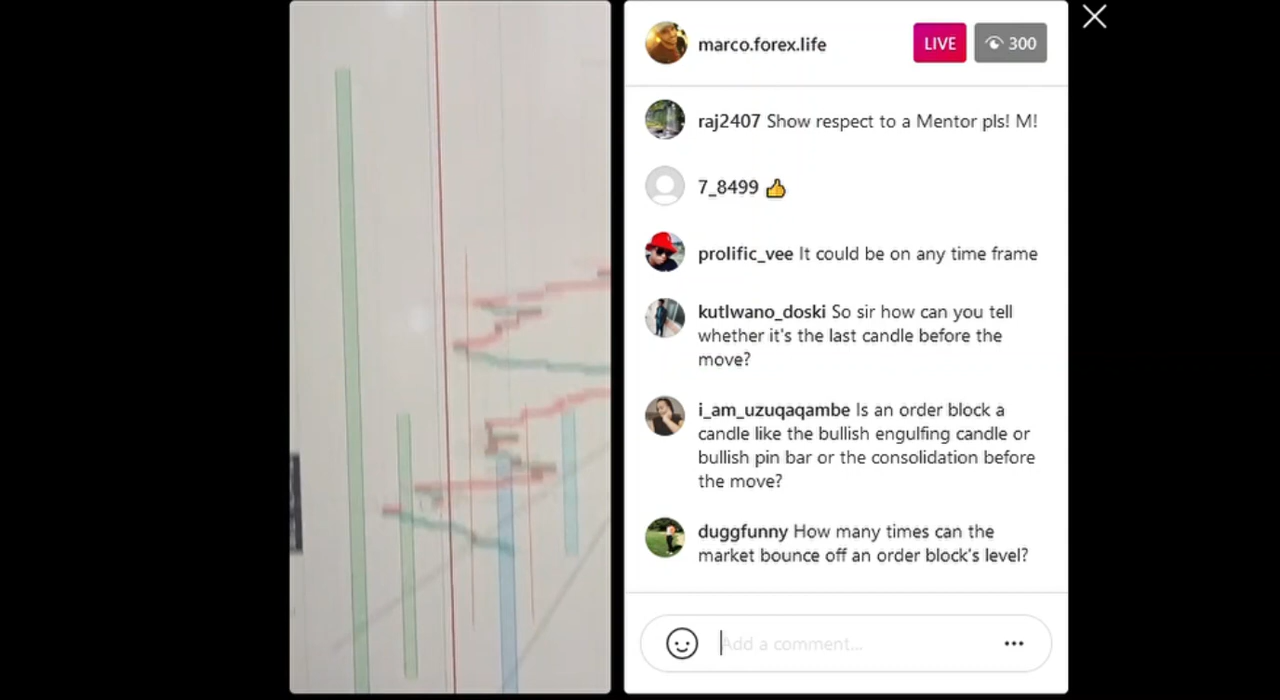 marco.forex.life LIVE 300
raj2407 Show respect to a Mentor pls! M!
7_8499 👍
prolific_vee It could be on any time frame
kutlwano_doski So sir how can you tell
whether it's the last candle before the
move?
i_am_uzuqaqambe Is an order block a
candle like the bullish engulfing candle or
bullish pin bar or the consolidation before
the move?
duggfunny How many times can the
market bounce off an order block's level?
Add a comment...